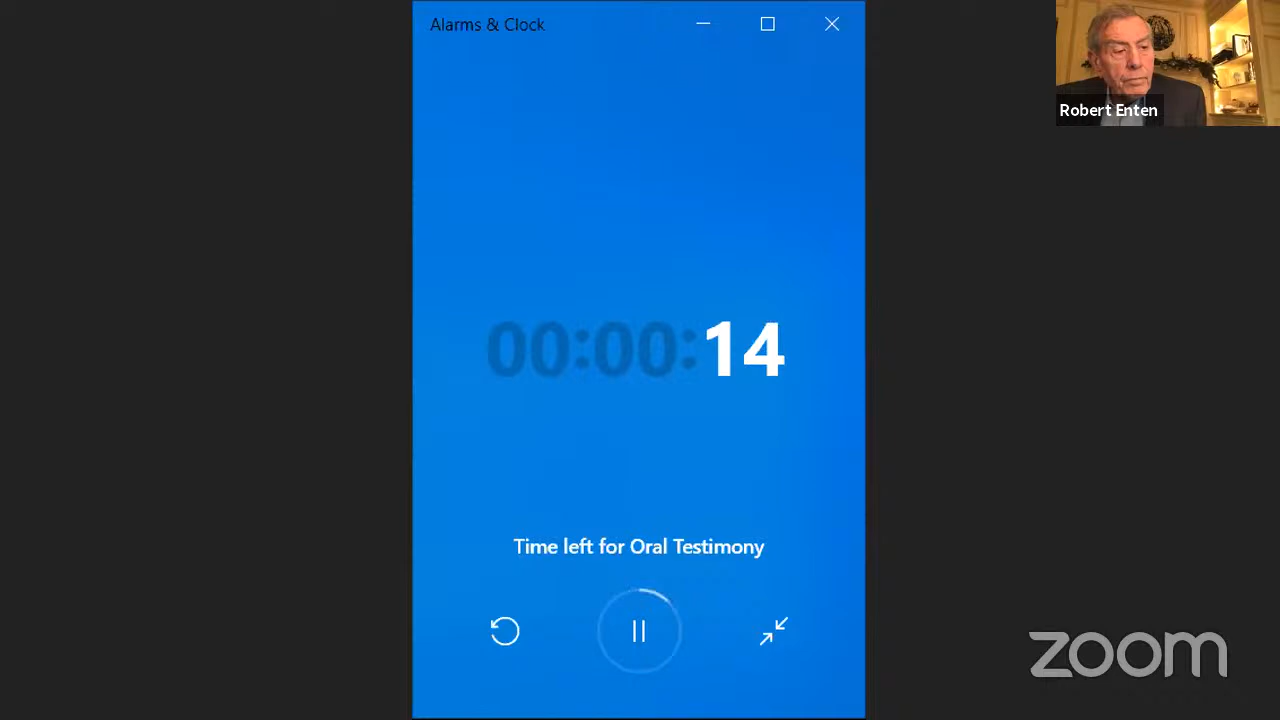 Alarms & Clock
Robert Enten
00:00:14
Time left for Oral Testimony
zoom